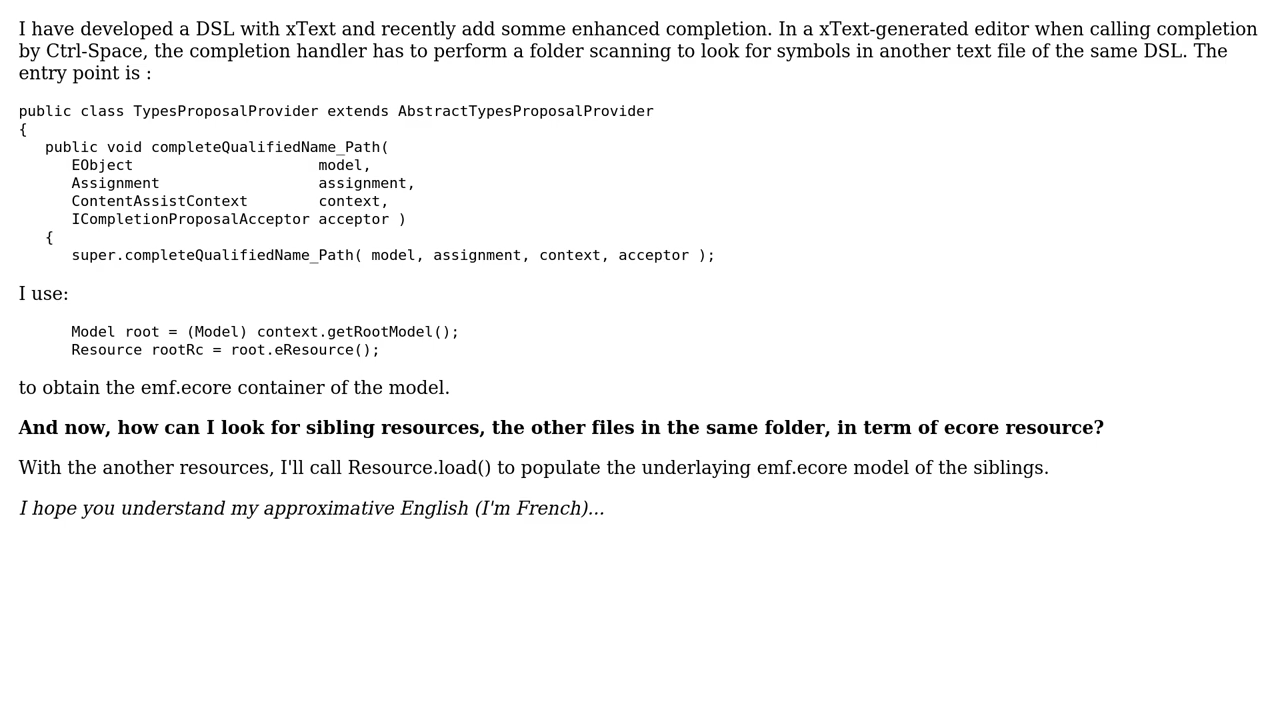 I have developed a DSL with xText and recently add somme enhanced completion. In a xText-generated editor when calling completion
by Ctrl-Space, the completion handler has to perform a folder scanning to look for symbols in another text file of the same DSL. The
entry point is :
public class TypesProposalProvider extends AbstractTypesProposalProvider
{
   public void completeQualifiedName_Path(
      EObject                     model,
      Assignment                  assignment,
      ContentAssistContext        context,
      ICompletionProposalAcceptor acceptor )
   {
      super.completeQualifiedName_Path( model, assignment, context, acceptor );
I use:
      Model root = (Model) context.getRootModel();
      Resource rootRc = root.eResource();
to obtain the emf.ecore container of the model.
And now, how can I look for sibling resources, the other files in the same folder, in term of ecore resource?
With the another resources, I'll call Resource.load() to populate the underlaying emf.ecore model of the siblings.
I hope you understand my approximative English (I'm French)...